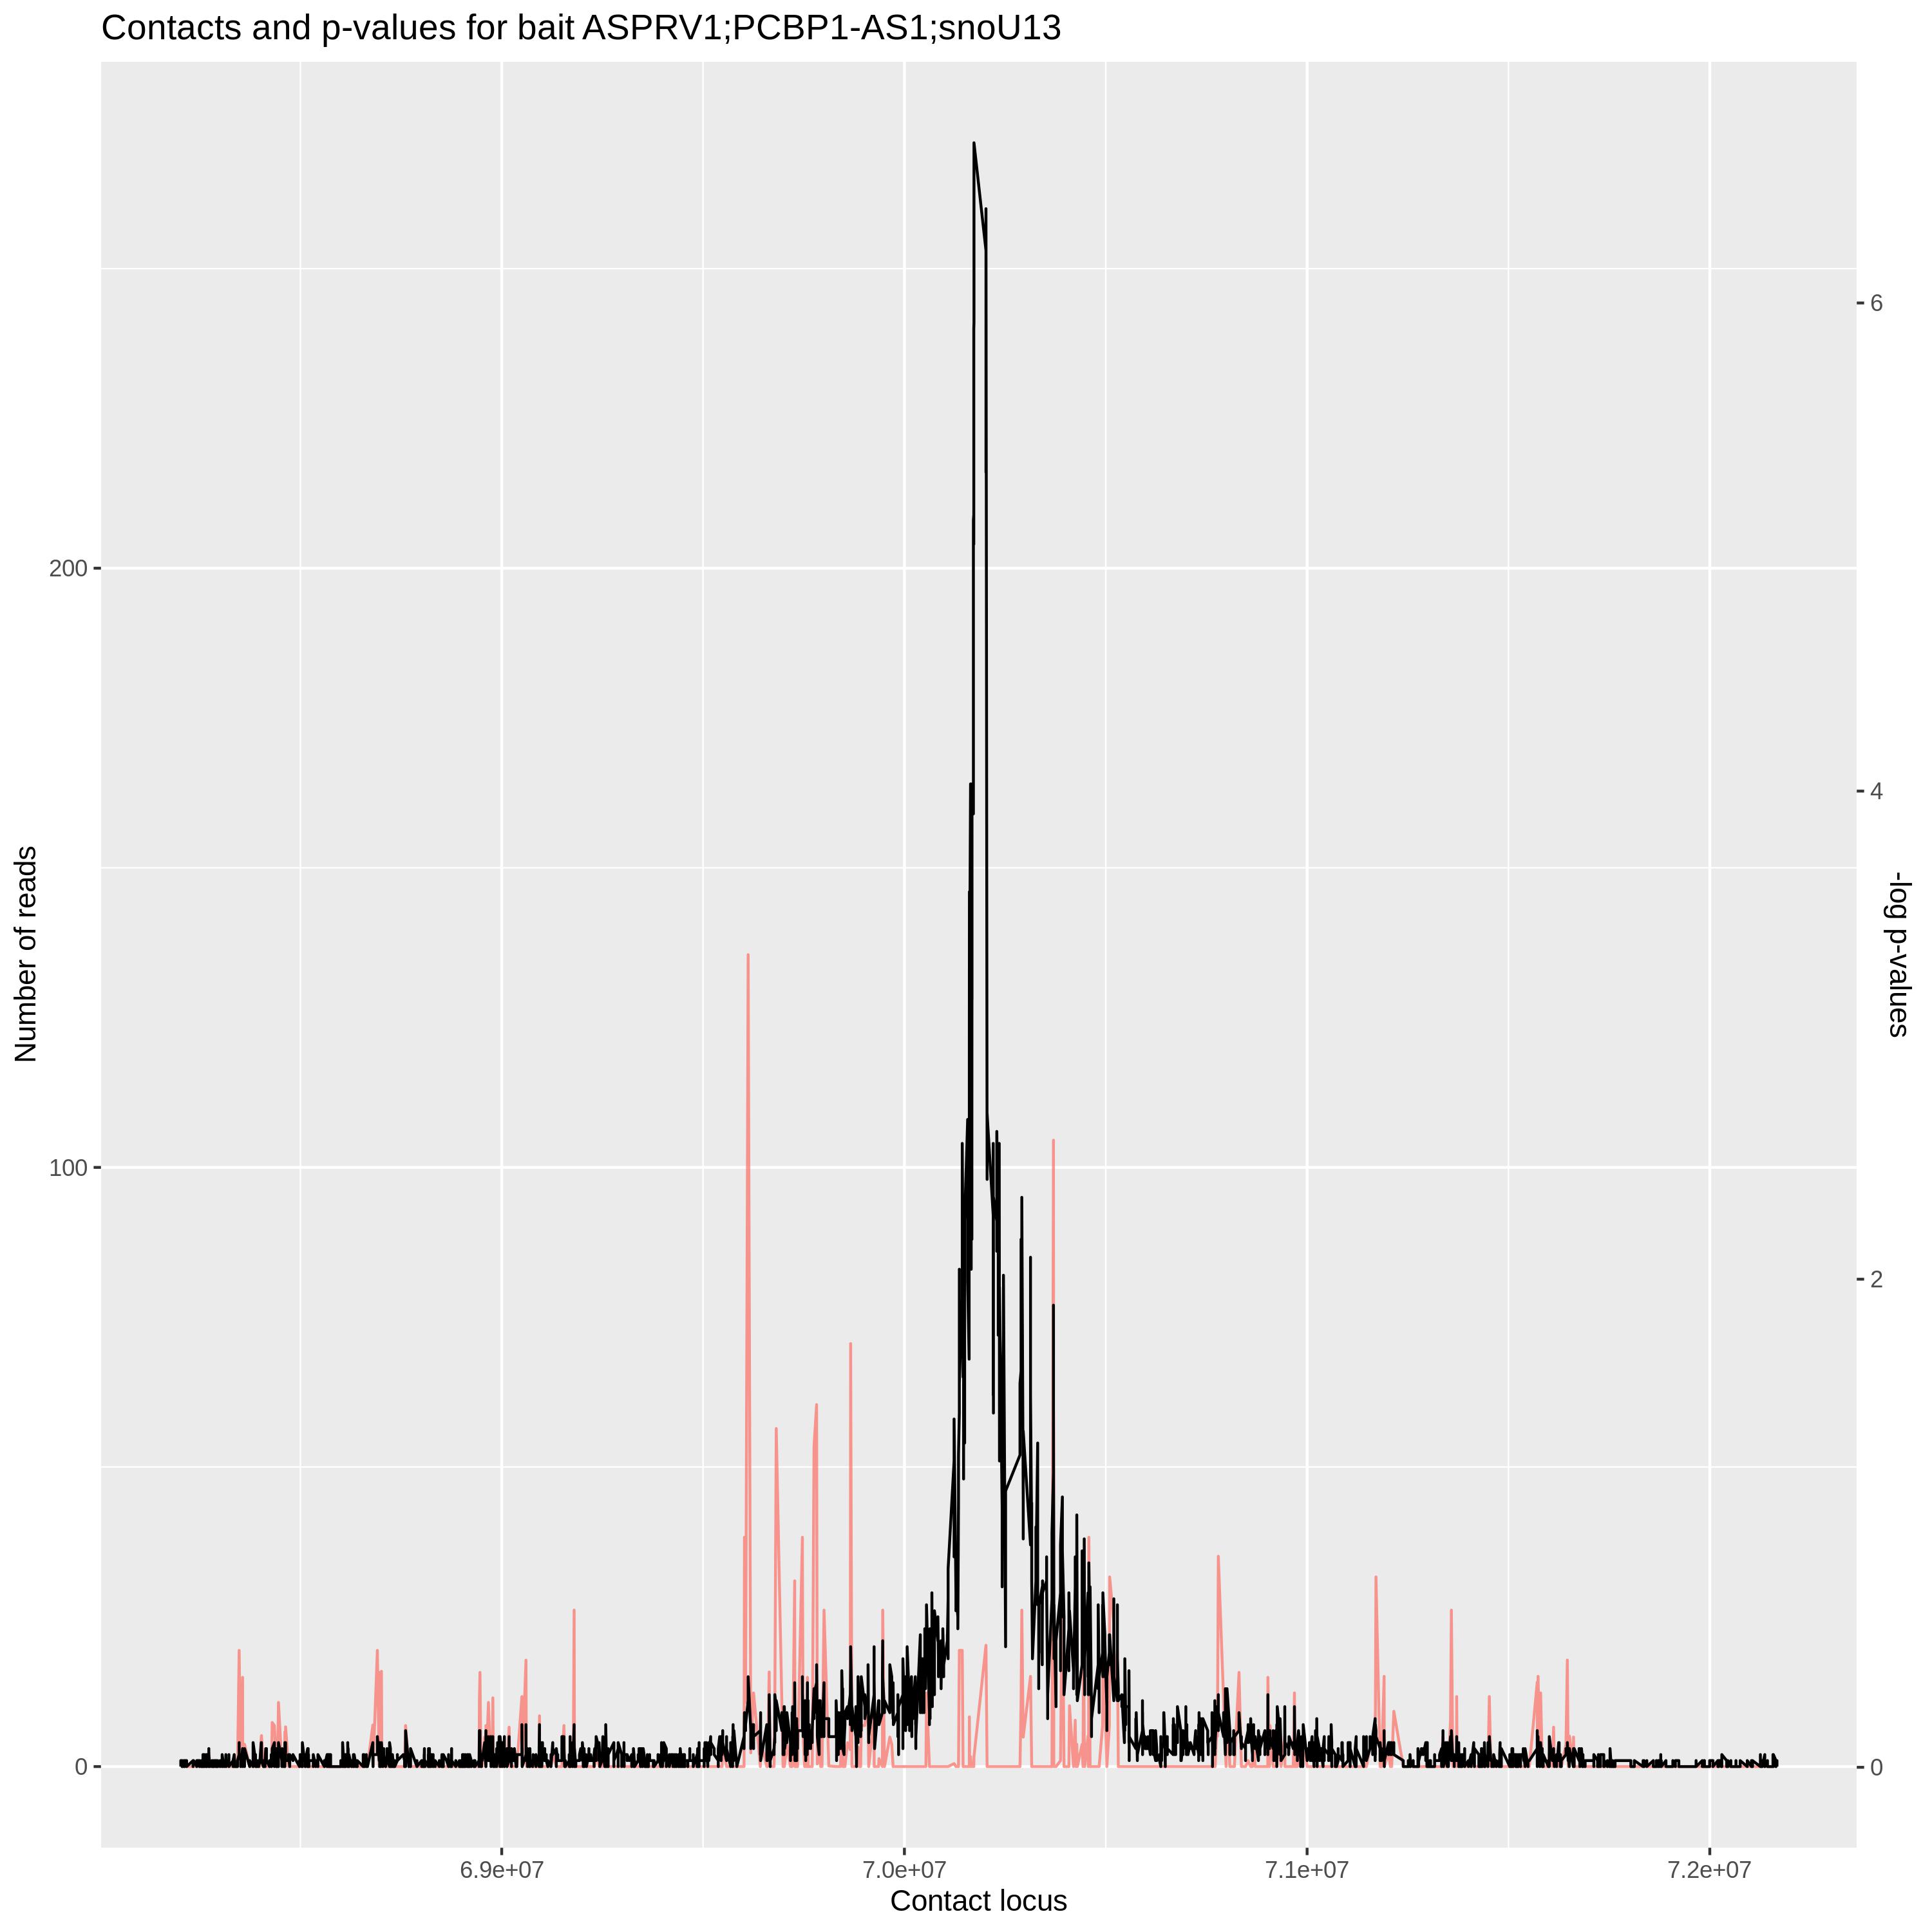 Contacts and p-values for bait ASPRV1;PCBP1-AS1;snoU13
Number of reads
200
100
0
6
4
2
0
-log p-values
6.9e+07
7.0e+07
7.1e+07
7.2e+07
Contact locus